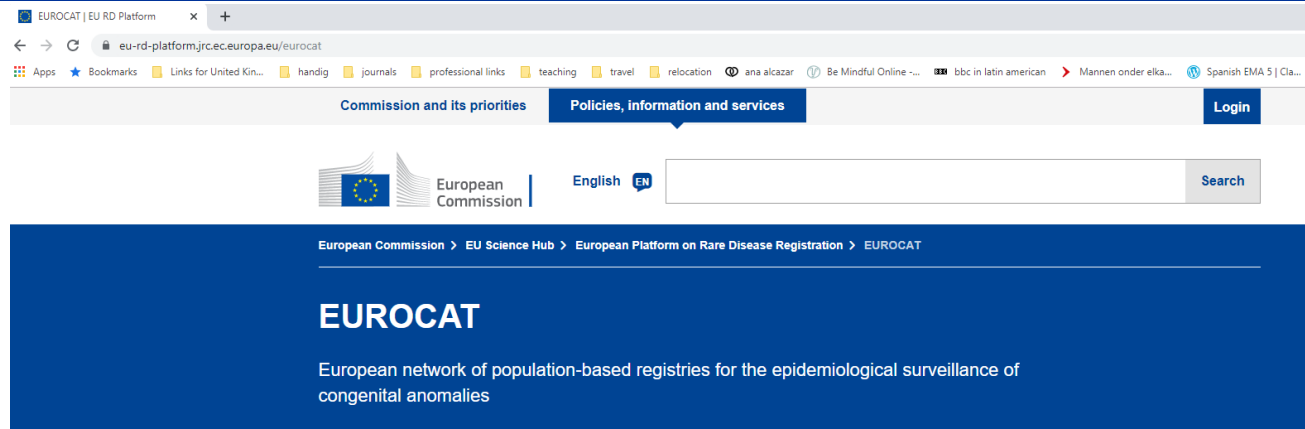 EUROCAT | EU RD Platform
eu-rd-platform.jrc.ec.europa.eu/eurocat
Apps Bookmarks Links for United Kin... handig journals professional links teaching travel relocation ana alcazar Be Mindful Online -... BBC bbc in latin american Mannen onder elka... Spanish EMA 5 | Cla...
Commission and its priorities Policies, information and services Login
European
Commission
English EN Search
European Commission > EU Science Hub > European Platform on Rare Disease Registration > EUROCAT
EUROCAT
European network of population-based registries for the epidemiological surveillance of
congenital anomalies